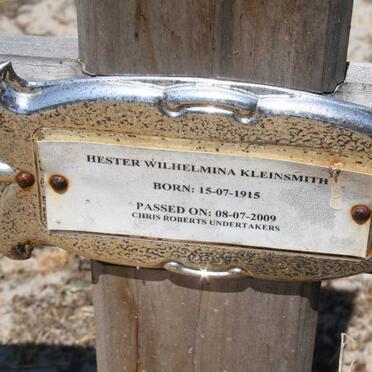 HESTER WILHELMINA KLEINSMITH
BORN: 15-07-1915
PASSED ON: 08-07-2009
CHRIS ROBERTS UNDERTAKERS